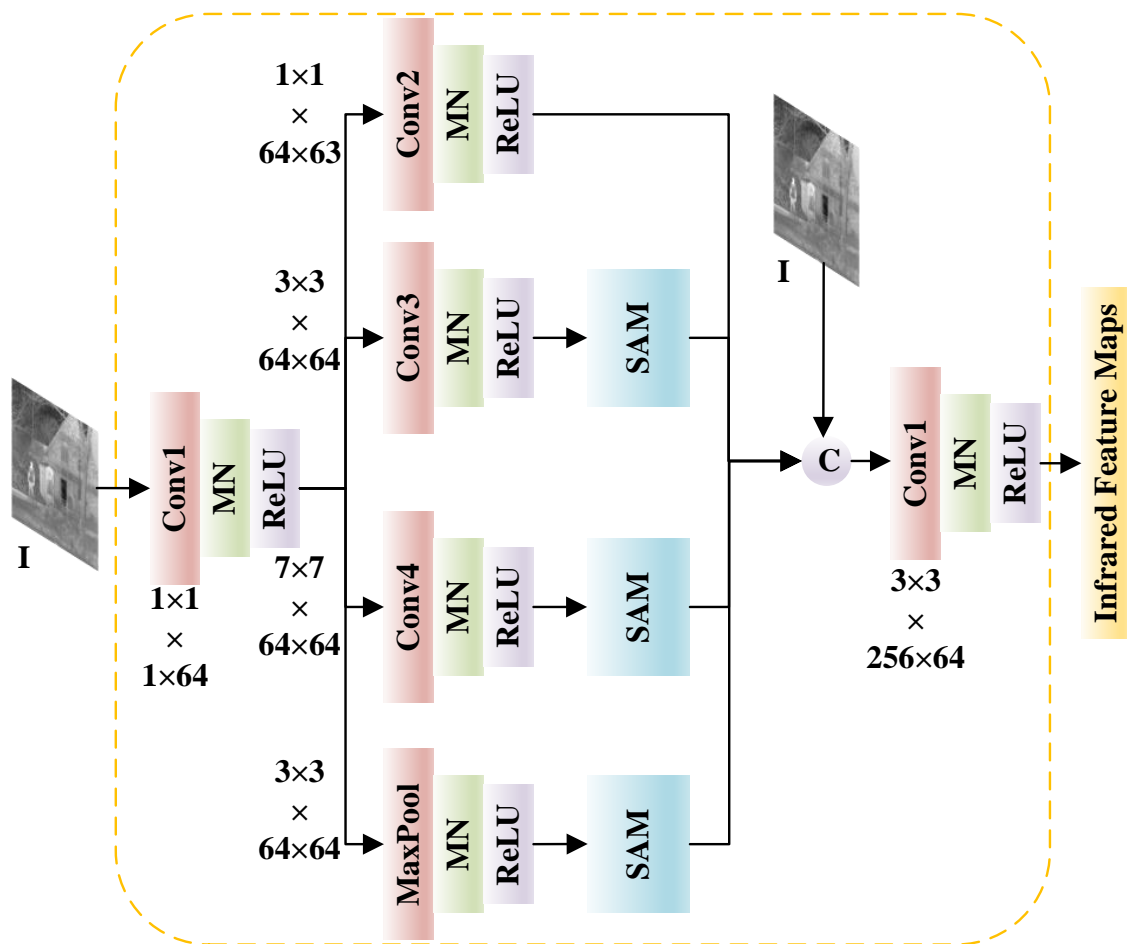 I
Conv1
MN
ReLU
1×1
×
1×64
1×1
×
64×63
Conv2
MN
ReLU
3×3
×
64×64
Conv3
MN
ReLU
SAM
7×7
×
64×64
Conv4
MN
ReLU
SAM
3×3
×
64×64
MaxPool
MN
ReLU
SAM
I
C
Conv1
MN
ReLU
3×3
×
256×64
Infrared Feature Maps